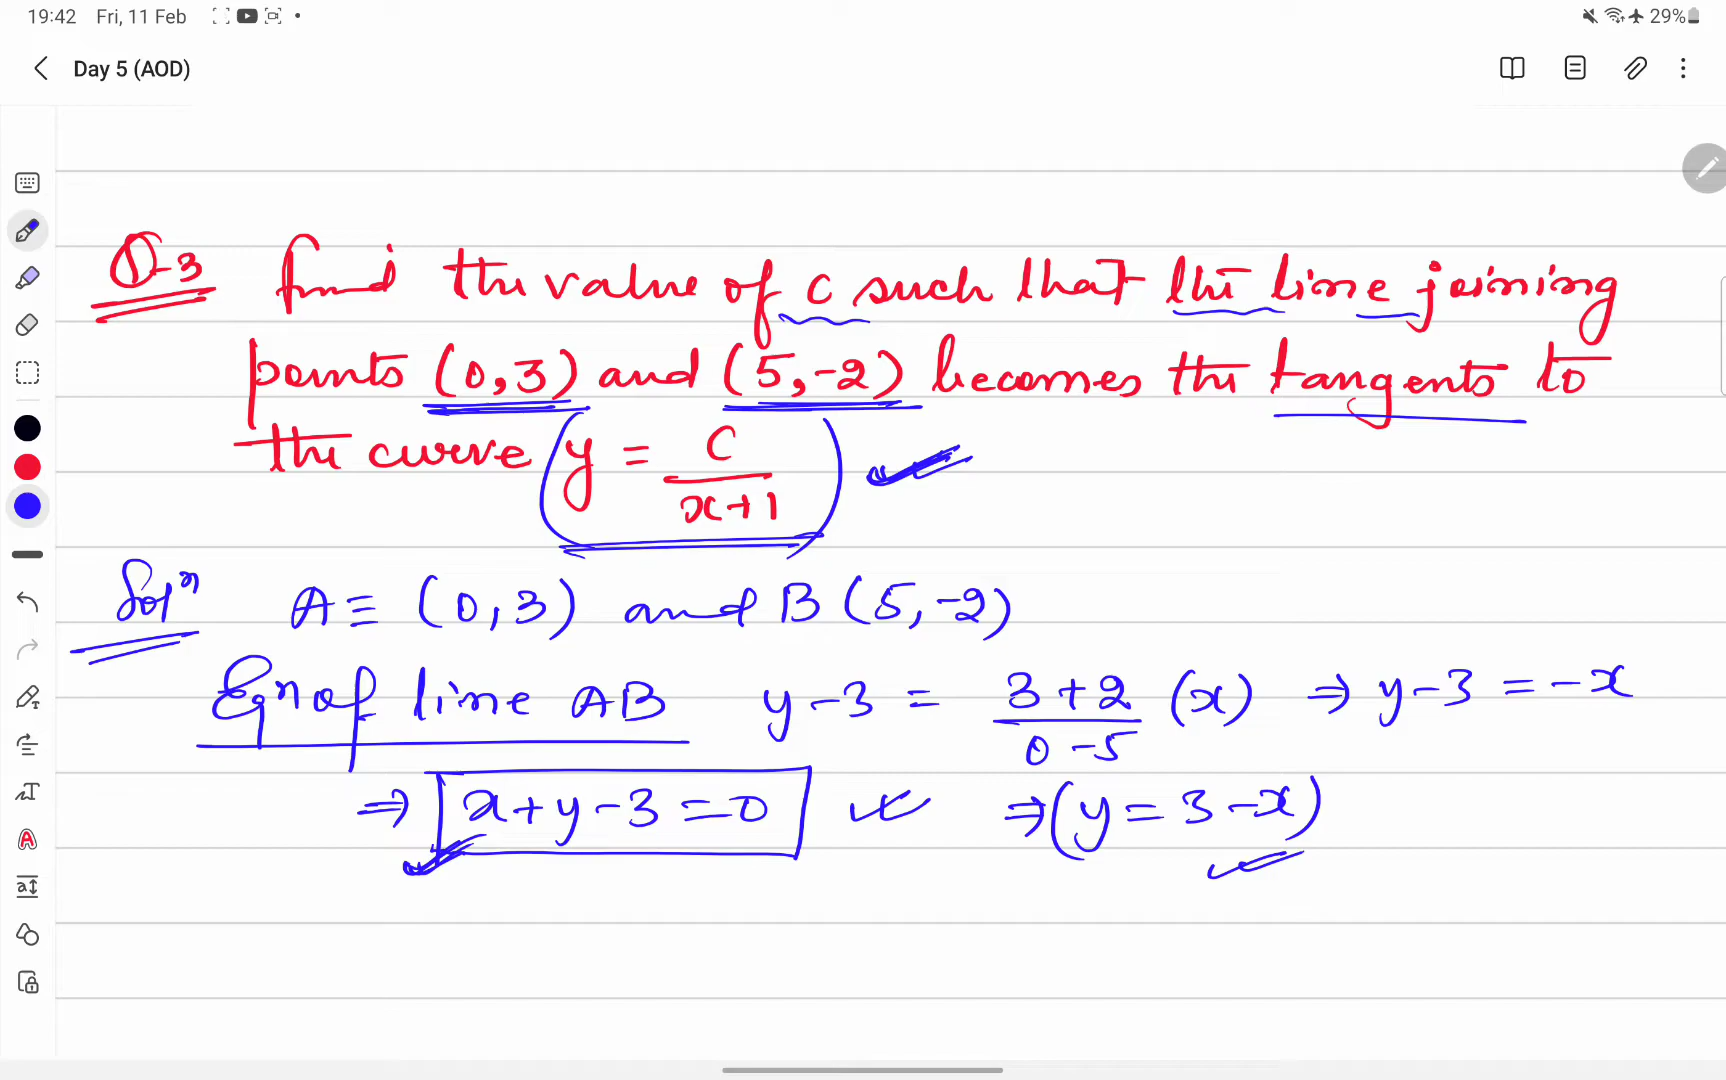 19:42 Fri, 11 Feb 29%
Day 5 (AOD)
Q-3 find the value of c such that the line joining
points (0,3) and (5,-2) becomes the tangents to
the curve y = c/(x+1)
Solⁿ A ≡ (0,3) and B (5,-2)
Eqn of line AB y-3 = (3+2)/(0-5) (x) ⇒ y-3 = -x
⇒ x+y-3=0 ⇒ (y = 3-x)